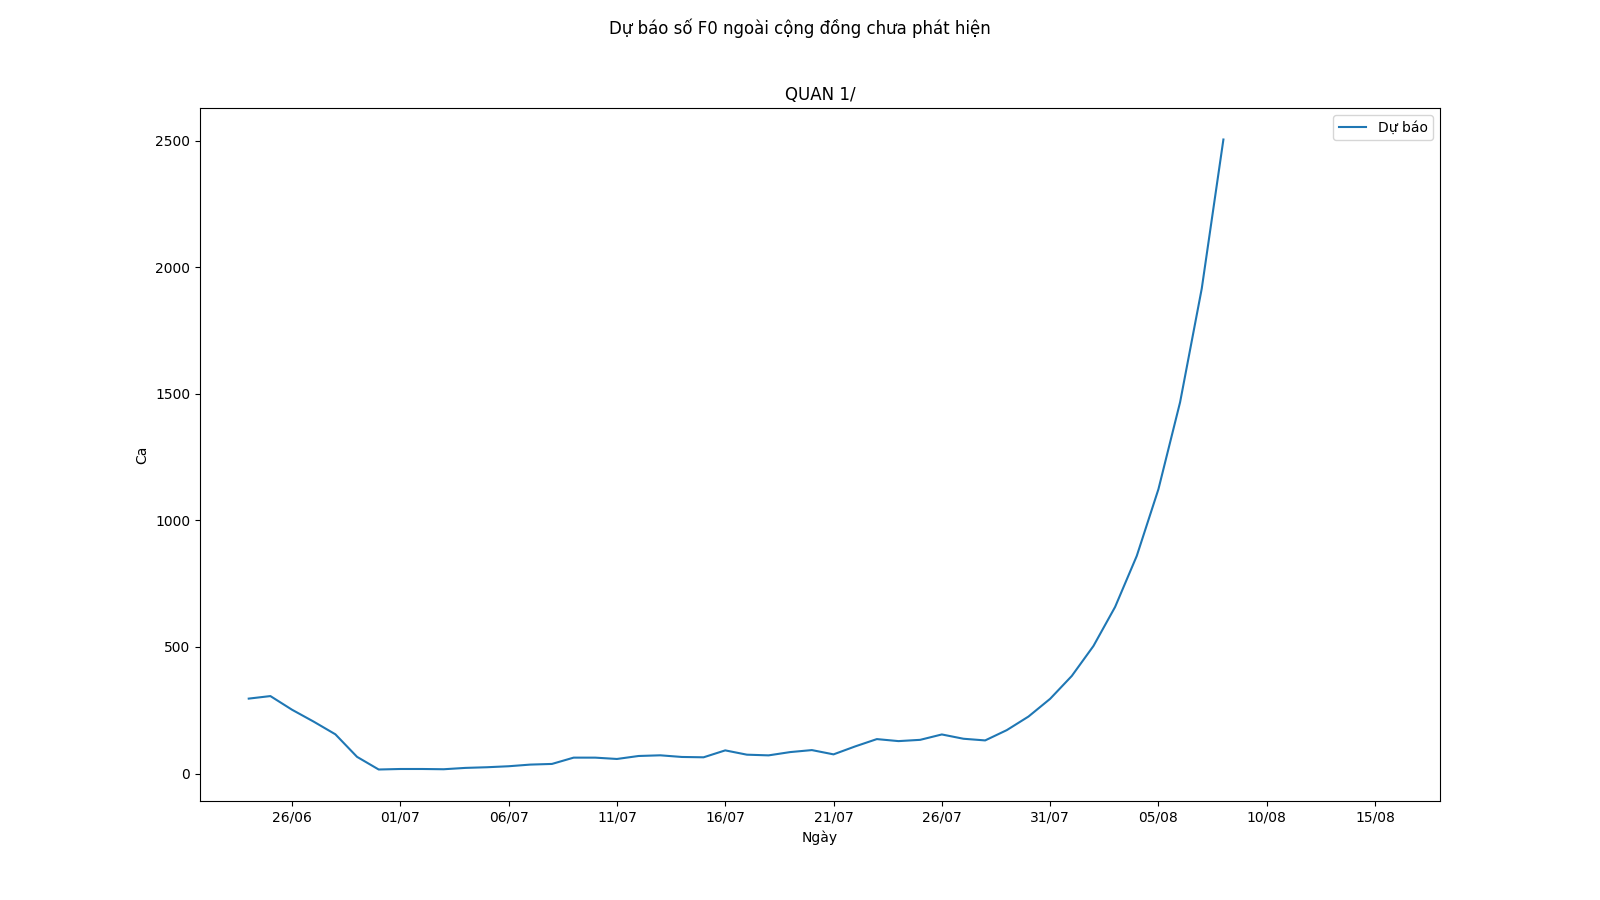 Dự báo số F0 ngoài cộng đồng chưa phát hiện
QUAN 1/
Dự báo
2500
2000
1500
1000
500
0
Ca
26/06 01/07 06/07 11/07 16/07 21/07 26/07 31/07 05/08 10/08 15/08
Ngày